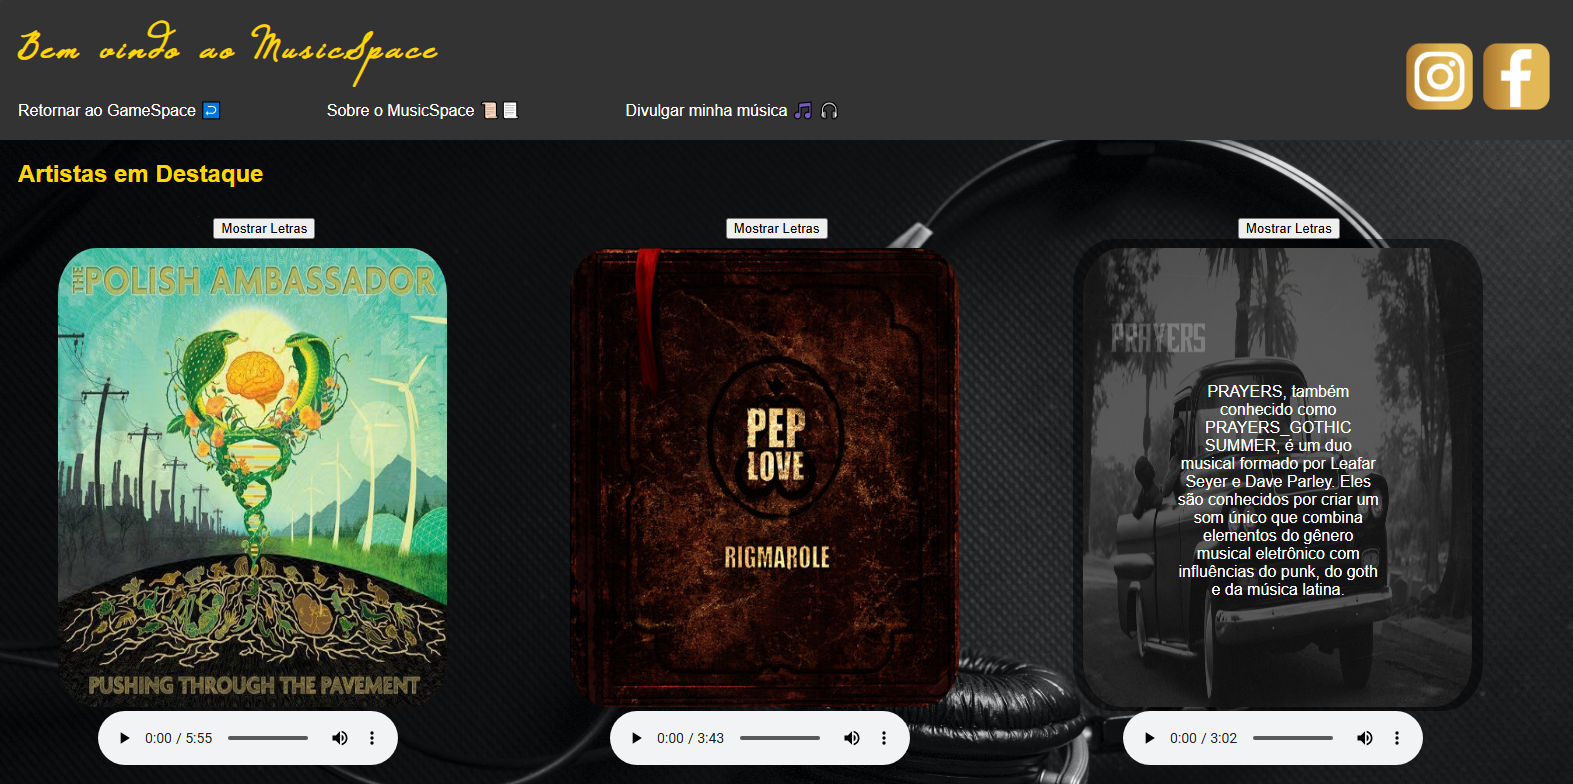 Bem vindo ao MusicSpace
Retornar ao GameSpace Sobre o MusicSpace Divulgar minha música
Artistas em Destaque
Mostrar Letras Mostrar Letras Mostrar Letras
THE POLISH AMBASSADOR
PUSHING THROUGH THE PAVEMENT
PEP
LOVE
RIGMAROLE
PRAYERS
PRAYERS, também
conhecido como
PRAYERS_GOTHIC
SUMMER, é um duo
musical formado por Leafar
Seyer e Dave Parley. Eles
são conhecidos por criar um
som único que combina
elementos do gênero
musical eletrônico com
influências do punk, do goth
e da música latina.
0:00 / 5:55 0:00 / 3:43 0:00 / 3:02